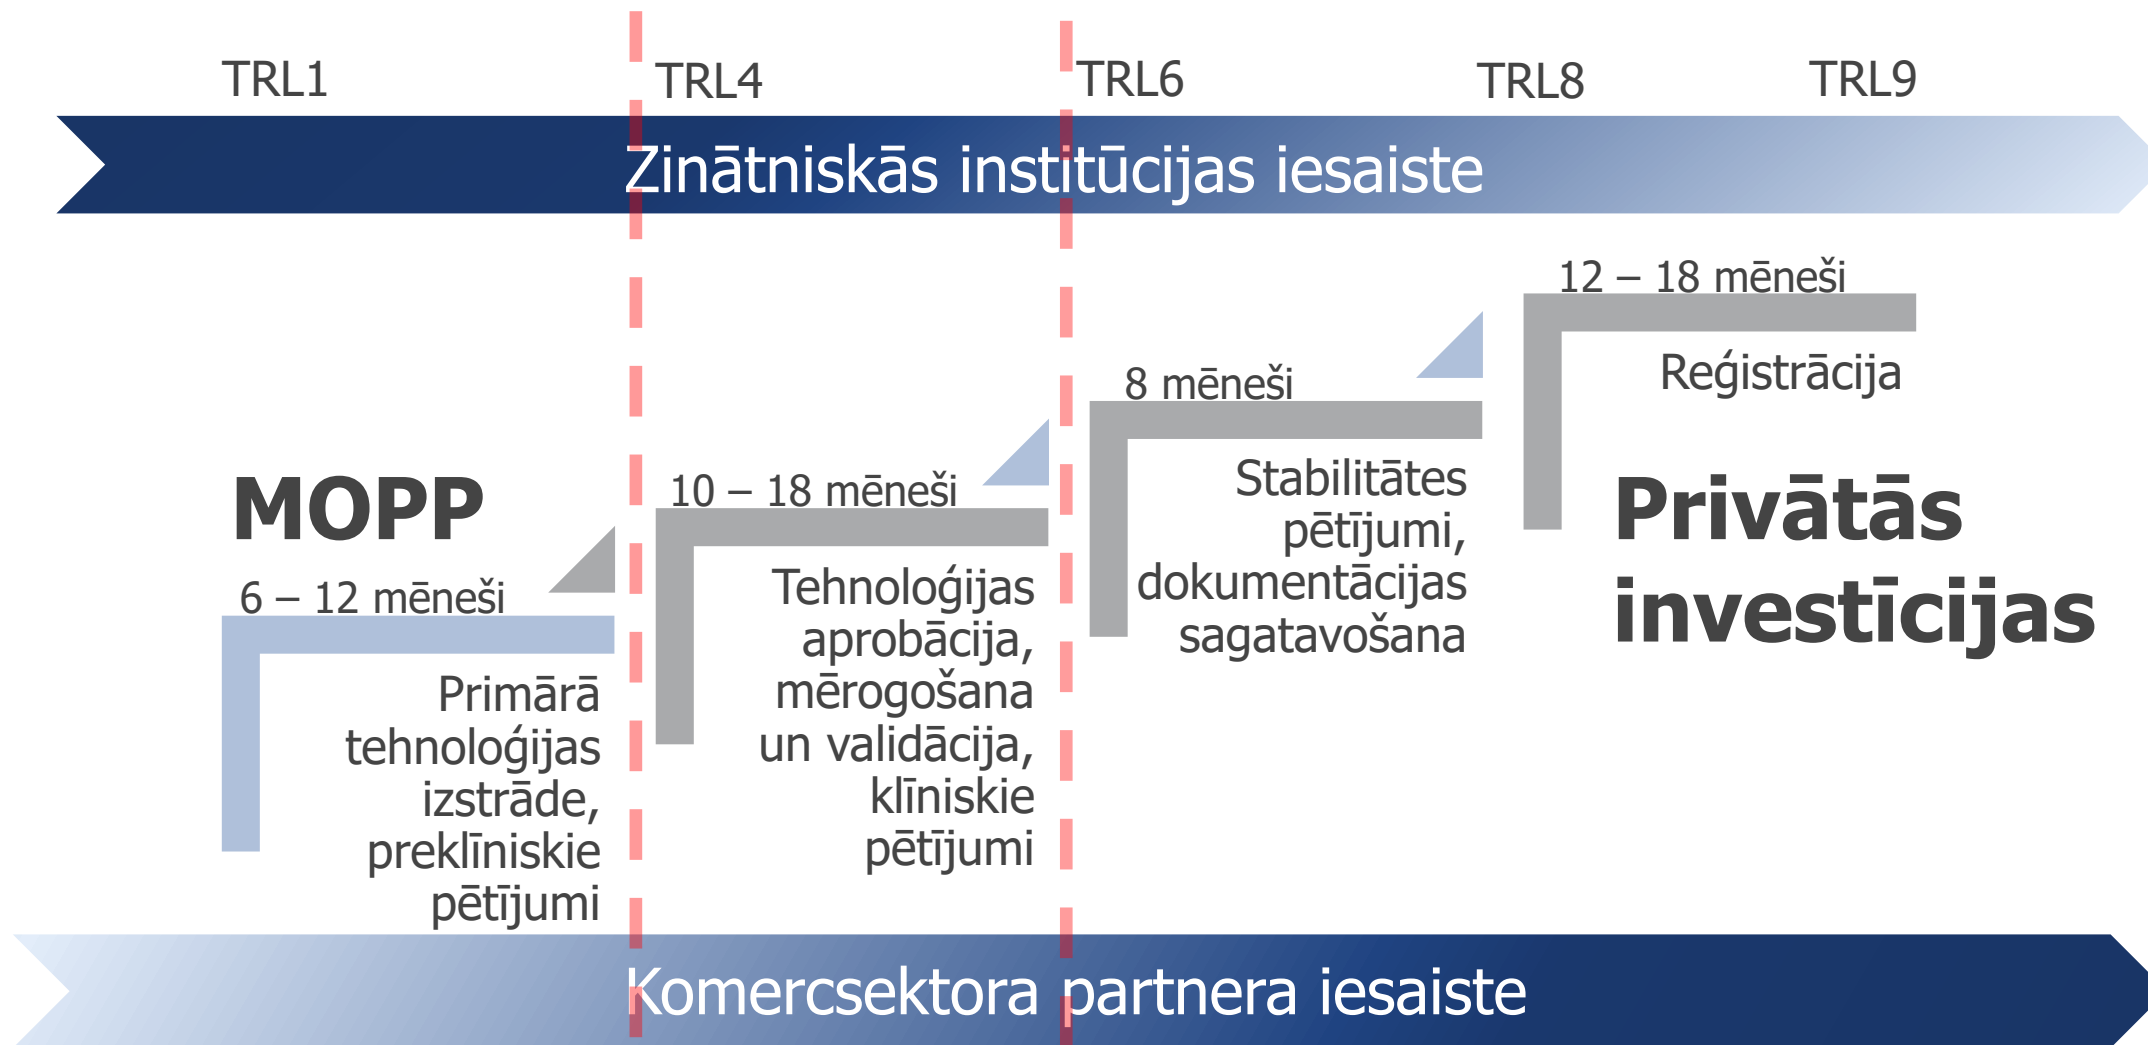 TRL1
TRL4
TRL6
TRL8
TRL9
Zinātniskās institūcijas iesaiste
MOPP
6 – 12 mēneši
Primārā
tehnoloģijas
izstrāde,
preklīniskie
pētījumi
10 – 18 mēneši
Tehnoloģijas
aprobācija,
mērogošana
un validācija,
klīniskie
pētījumi
8 mēneši
Stabilitātes
pētījumi,
dokumentācijas
sagatavošana
12 – 18 mēneši
Reģistrācija
Privātās
investīcijas
Komercsektora partnera iesaiste